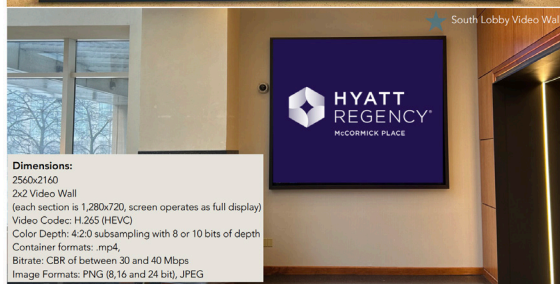 South Lobby Video Wal
HYATT
REGENCY®
McCORMICK PLACE
Dimensions:
2560x2160
2x2 Video Wall
(each section is 1,280x720, screen operates as full display)
Video Codec: H.265 (HEVC)
Color Depth: 4:2:0 subsampling with 8 or 10 bits of depth
Container formats: .mp4,
Bitrate: CBR of between 30 and 40 Mbps
Image Formats: PNG (8,16 and 24 bit), JPEG